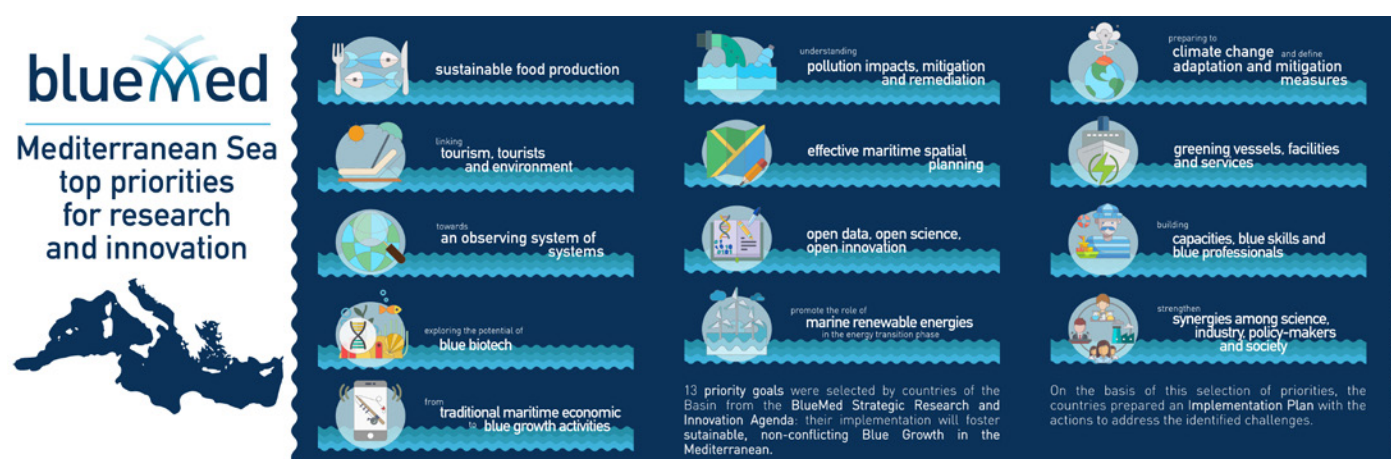 bluemed
Mediterranean Sea
top priorities
for research
and innovation
sustainable food production
linking
tourism, tourists
and environment
towards
an observing system of
systems
exploring the potential of
blue biotech
from
traditional maritime economic
to blue growth activities
understanding
pollution impacts, mitigation
and remediation
effective maritime spatial
planning
open data, open science,
open innovation
promote the role of
marine renewable energies
in the energy transition phase
13 priority goals were selected by countries of the
Basin from the BlueMed Strategic Research and
Innovation Agenda: their implementation will foster
sutainable, non-conflicting Blue Growth in the
Mediterranean.
preparing to
climate change and define
adaptation and mitigation
measures
greening vessels, facilities
and services
building
capacities, blue skills and
blue professionals
strenghten
synergies among science,
industry, policy-makers
and society
On the basis of this selection of priorities, the
countries prepared an Implementation Plan with the
actions to address the identified challenges.